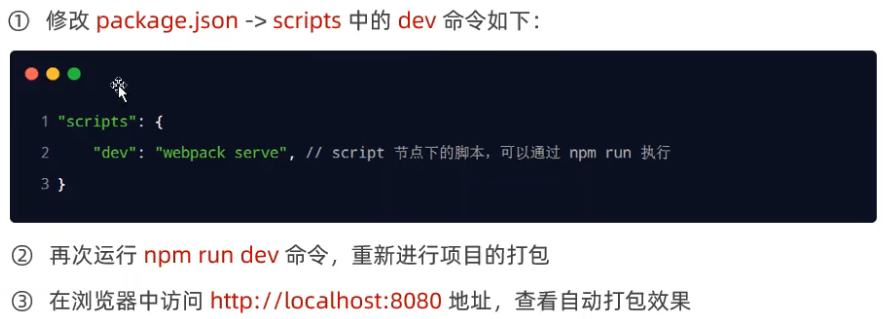 ① 修改 package.json -> scripts 中的 dev 命令如下：
1 "scripts": {
2 "dev": "webpack serve", // script 节点下的脚本，可以通过 npm run 执行
3 }
② 再次运行 npm run dev 命令，重新进行项目的打包
③ 在浏览器中访问 http://localhost:8080 地址，查看自动打包效果